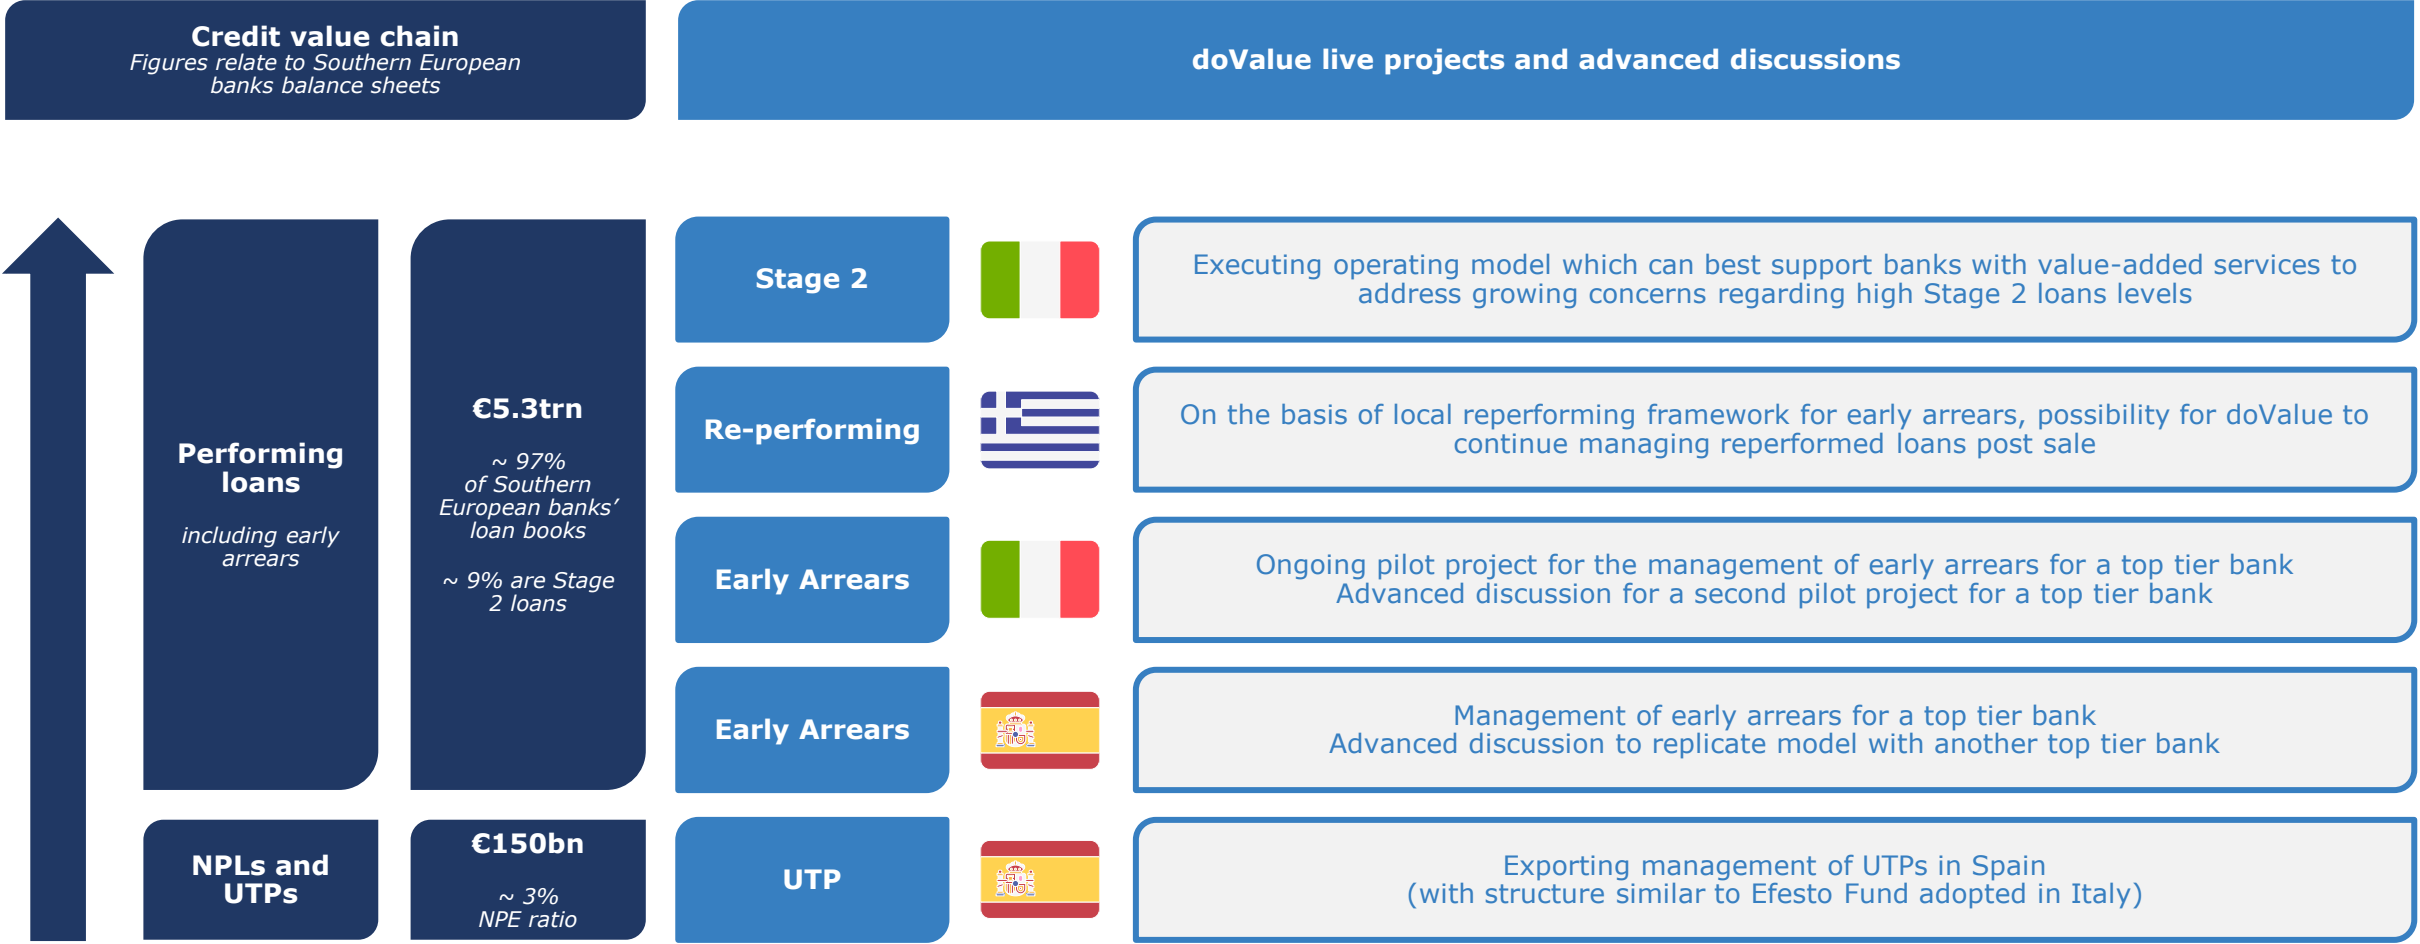 Credit value chain
Figures relate to Southern European
banks balance sheets
doValue live projects and advanced discussions
Performing
loans
including early
arrears
€5.3trn
~ 97%
of Southern
European banks’
loan books
~ 9% are Stage
2 loans
Stage 2
Executing operating model which can best support banks with value-added services to
address growing concerns regarding high Stage 2 loans levels
Re-performing
On the basis of local reperforming framework for early arrears, possibility for doValue to
continue managing reperformed loans post sale
Early Arrears
Ongoing pilot project for the management of early arrears for a top tier bank
Advanced discussion for a second pilot project for a top tier bank
Early Arrears
Management of early arrears for a top tier bank
Advanced discussion to replicate model with another top tier bank
NPLs and
UTPs
€150bn
~ 3%
NPE ratio
UTP
Exporting management of UTPs in Spain
(with structure similar to Efesto Fund adopted in Italy)